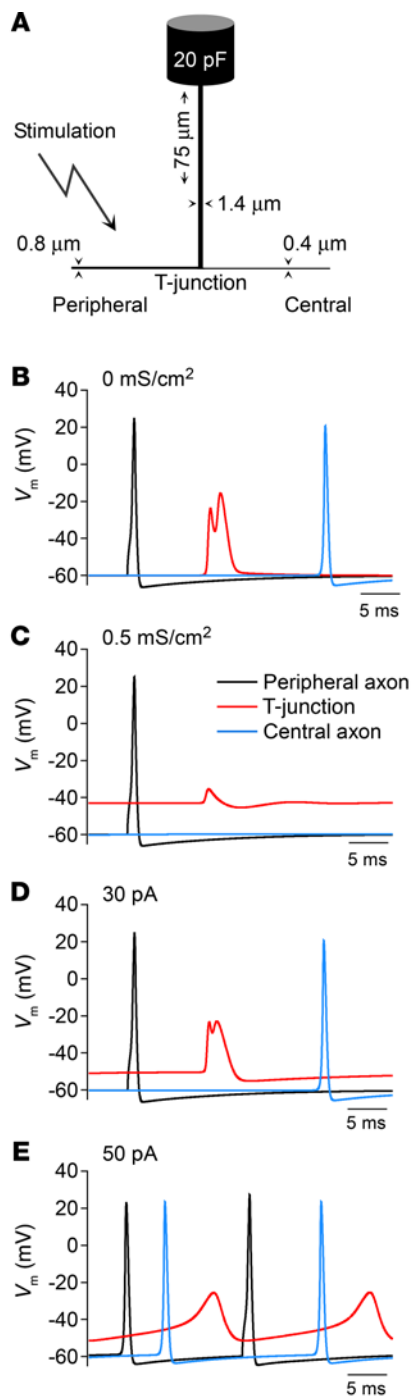 A
20 pF
75 μm
Stimulation
1.4 μm
0.8 μm
0.4 μm
T-junction
Peripheral
Central
B
0 mS/cm²
40
20
0
-20
-40
-60
Vm (mV)
5 ms
C
0.5 mS/cm²
40
20
0
-20
-40
-60
Vm (mV)
Peripheral axon
T-junction
Central axon
5 ms
D
30 pA
40
20
0
-20
-40
-60
Vm (mV)
5 ms
E
50 pA
40
20
0
-20
-40
-60
Vm (mV)
5 ms